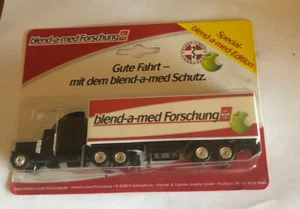 blend-a-med Forschung
Special-
blend-a-med-Edition
Gute Fahrt –
mit dem blend-a-med Schutz.
blend-a-med Forschung